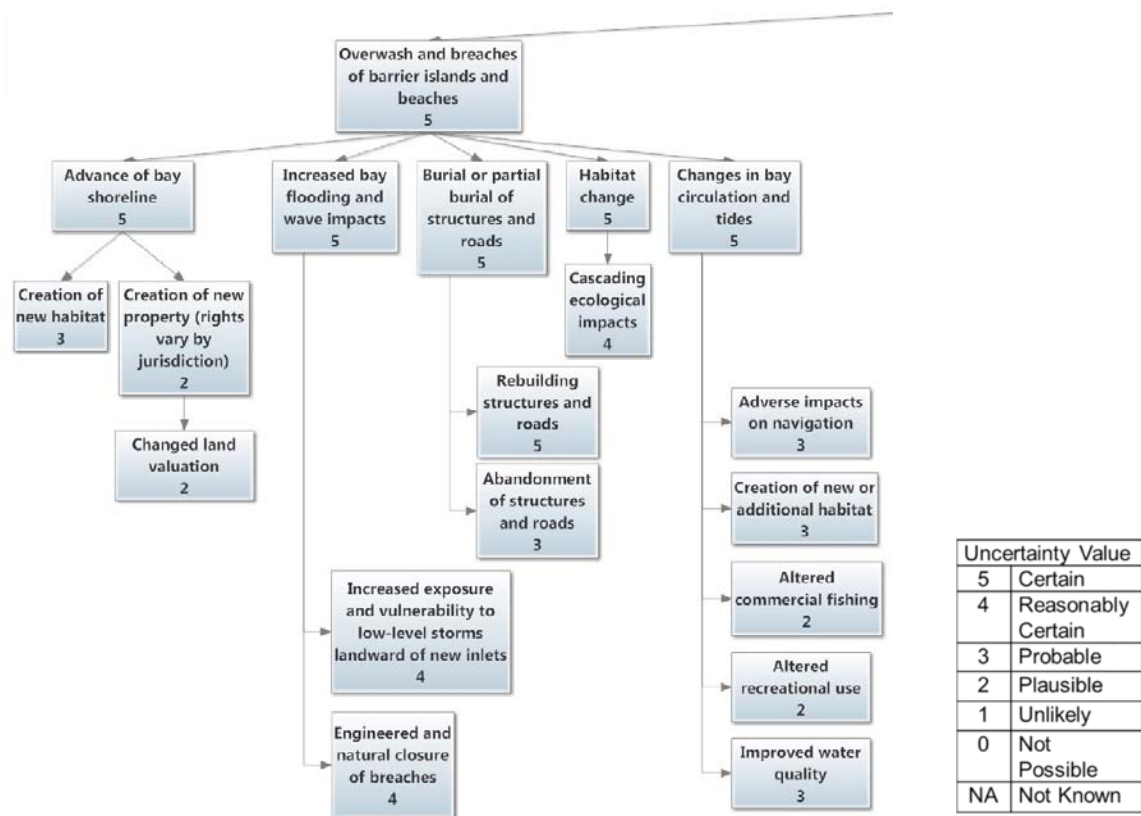 Overwash and breaches
of barrier islands and
beaches
5
Advance of bay
shoreline
5
Increased bay
flooding and
wave impacts
5
Burial or partial
burial of
structures and
roads
5
Habitat
change
5
Changes in bay
circulation and
tides
5
Creation of
new habitat
3
Creation of new
property (rights
vary by
jurisdiction)
2
Changed land
valuation
2
Cascading
ecological
impacts
4
Rebuilding
structures and
roads
5
Abandonment
of structures
and roads
3
Increased exposure
and vulnerability to
low-level storms
landward of new inlets
4
Engineered and
natural closure
of breaches
4
Adverse impacts
on navigation
3
Creation of new or
additional habitat
3
Altered
commercial fishing
2
Altered
recreational use
2
Improved water
quality
3
Uncertainty Value
5 Certain
4 Reasonably
Certain
3 Probable
2 Plausible
1 Unlikely
0 Not
Possible
NA Not Known